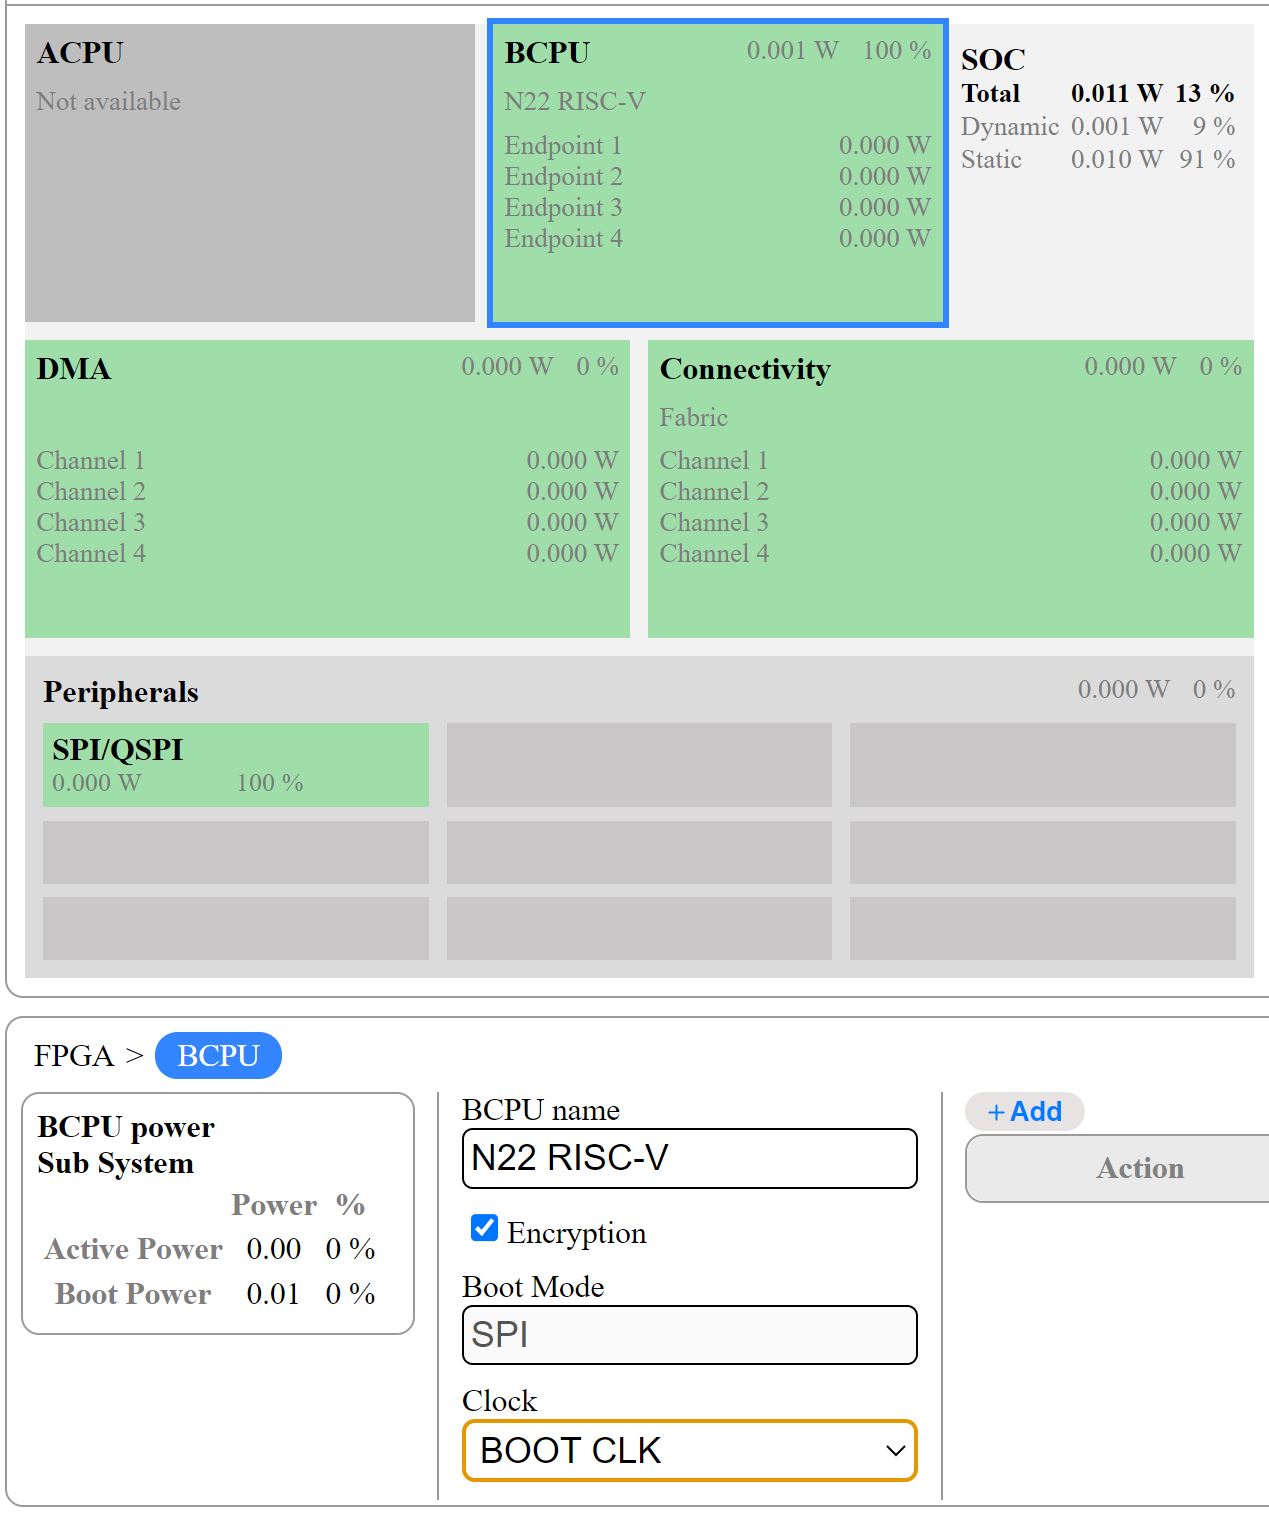 ACPU
Not available
BCPU 0.001 W 100 %
N22 RISC-V
Endpoint 1 0.000 W
Endpoint 2 0.000 W
Endpoint 3 0.000 W
Endpoint 4 0.000 W
SOC
Total 0.011 W 13 %
Dynamic 0.001 W 9 %
Static 0.010 W 91 %
DMA 0.000 W 0 %
Channel 1 0.000 W
Channel 2 0.000 W
Channel 3 0.000 W
Channel 4 0.000 W
Connectivity 0.000 W 0 %
Fabric
Channel 1 0.000 W
Channel 2 0.000 W
Channel 3 0.000 W
Channel 4 0.000 W
Peripherals 0.000 W 0 %
SPI/QSPI
0.000 W 100 %
FPGA > BCPU
BCPU power
Sub System
Power %
Active Power 0.00 0 %
Boot Power 0.01 0 %
BCPU name
N22 RISC-V
Encryption
Boot Mode
SPI
Clock
BOOT CLK
+ Add
Action